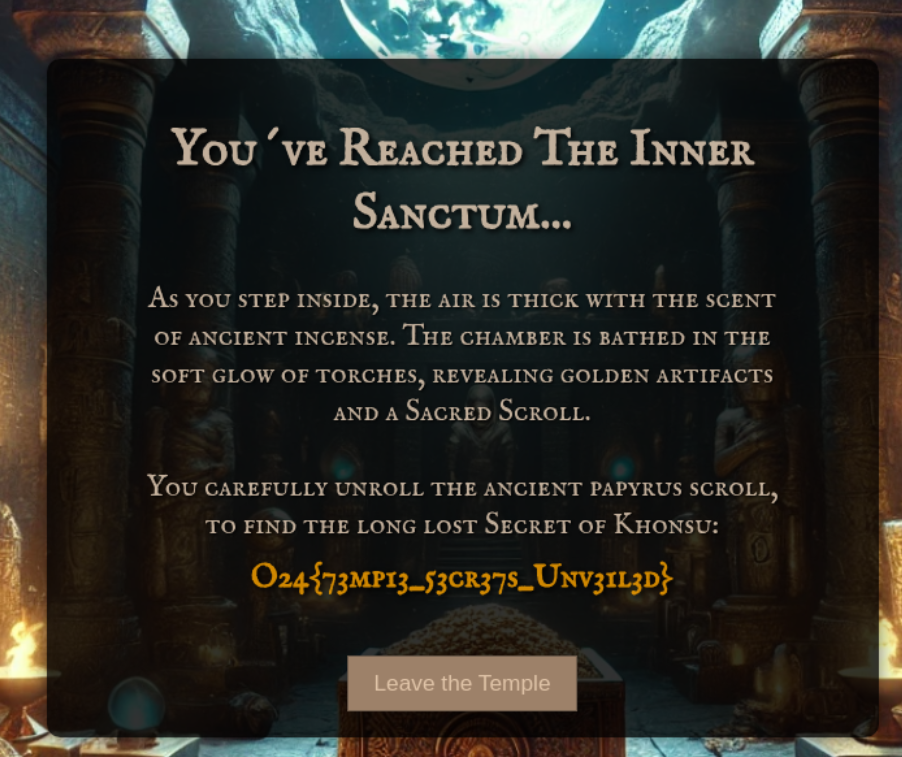 You´ve Reached The Inner
Sanctum...
As you step inside, the air is thick with the scent
of ancient incense. The chamber is bathed in the
soft glow of torches, revealing golden artifacts
and a Sacred Scroll.
You carefully unroll the ancient papyrus scroll,
to find the long lost Secret of Khonsu:
O24{73mp13_53cr37s_Unv31l3d}
Leave the Temple